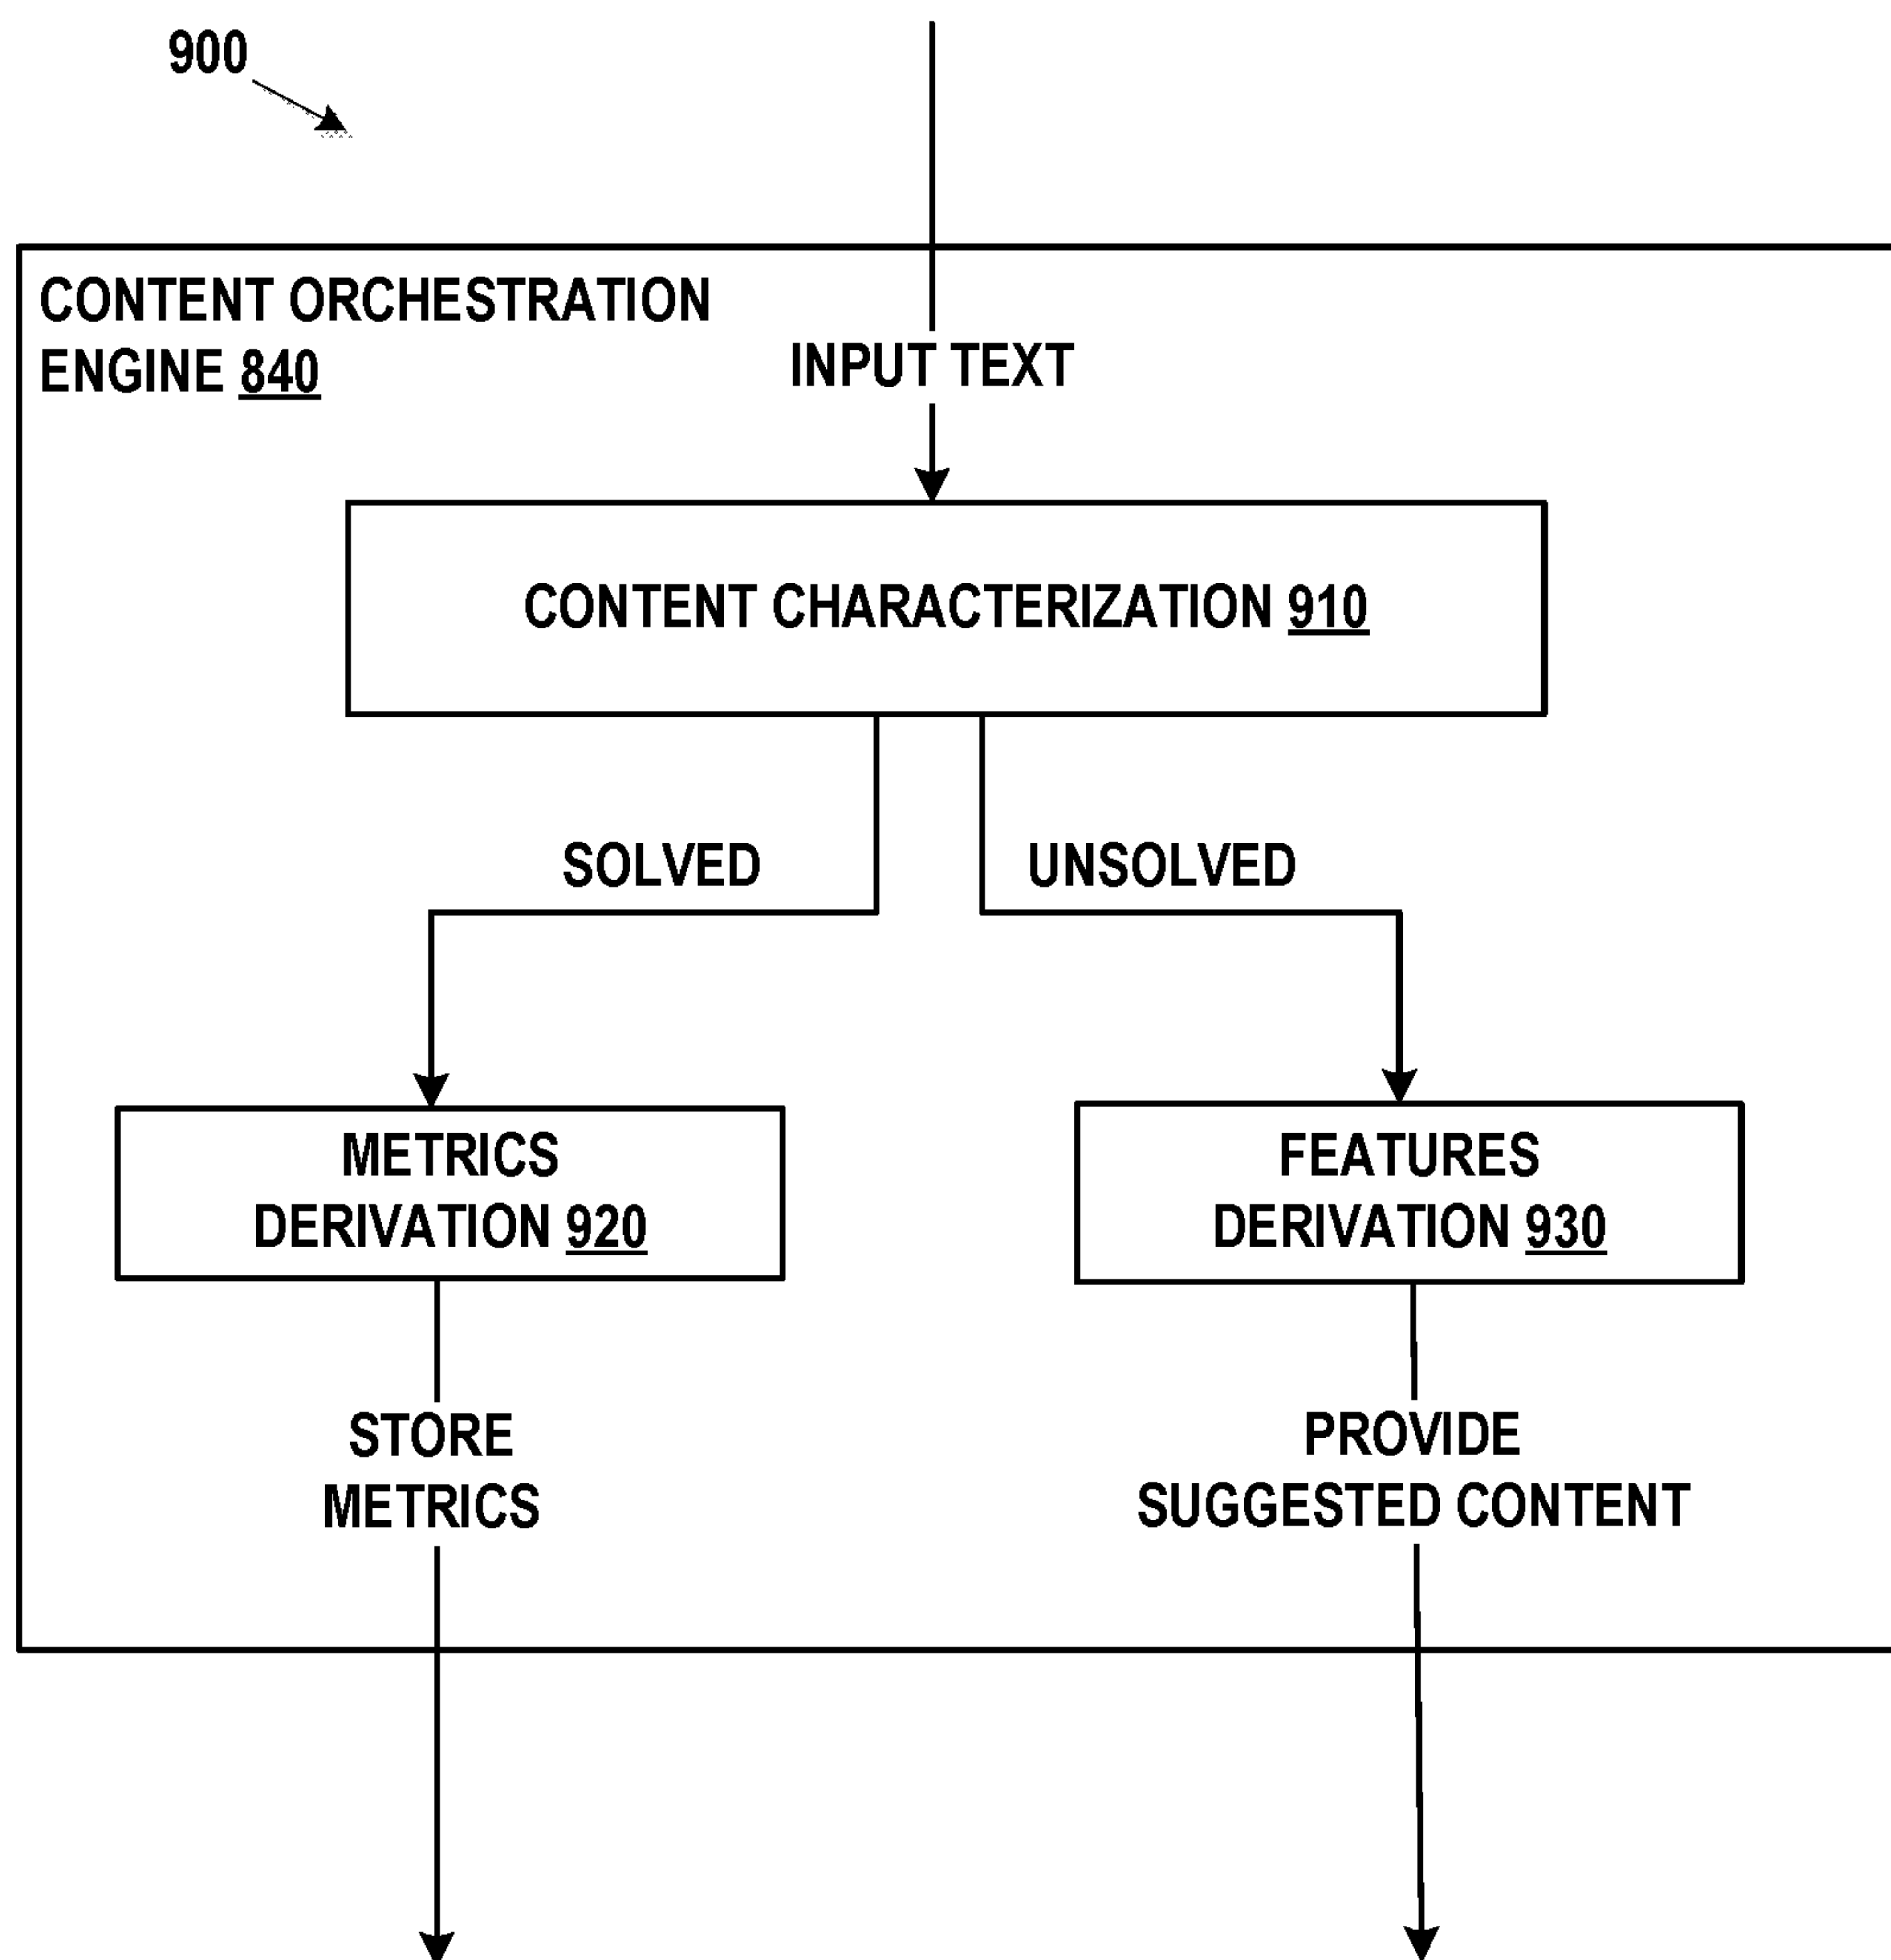 900
CONTENT ORCHESTRATION
ENGINE 840
INPUT TEXT
CONTENT CHARACTERIZATION 910
SOLVED
UNSOLVED
METRICS
DERIVATION 920
FEATURES
DERIVATION 930
STORE
METRICS
PROVIDE
SUGGESTED CONTENT